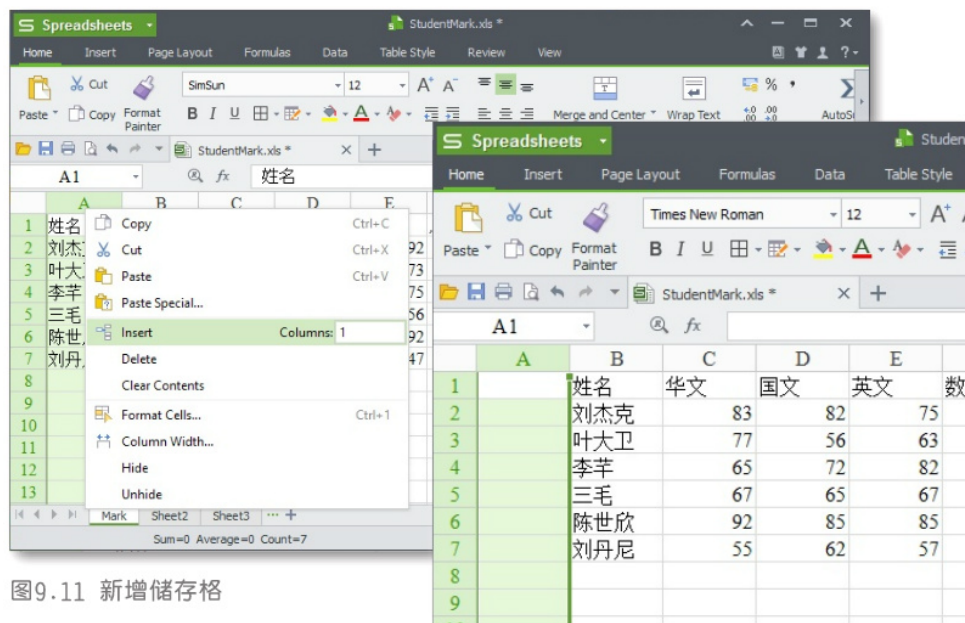 Spreadsheets
StudentMark.xls *
Home Insert Page Layout Formulas Data Table Style Review View
Cut SimSun 12 A+ A- %
Paste Copy Format Painter B I U A Merge and Center Wrap Text .00 AutoS
StudentMark.xls *
A1 fx 姓名
A B C D E
1 姓名
2 刘杰 92
3 叶大 73
4 李芊 75
5 三毛 56
6 陈世 92
7 刘丹 47
8
9
10
11
12
13
Copy Ctrl+C
Cut Ctrl+X
Paste Ctrl+V
Paste Special...
Insert Columns: 1
Delete
Clear Contents
Format Cells... Ctrl+1
Column Width...
Hide
Unhide
Mark Sheet2 Sheet3 ...
Sum=0 Average=0 Count=7
Spreadsheets
Studen
Home Insert Page Layout Formulas Data Table Style
Cut Times New Roman 12 A+
Paste Copy Format Painter B I U A
StudentMark.xls *
A1 fx
A B C D E
1 姓名 华文 国文 英文 数
2 刘杰克 83 82 75
3 叶大卫 77 56 63
4 李芊 65 72 82
5 三毛 67 65 67
6 陈世欣 92 85 85
7 刘丹尼 55 62 57
8
9
图9.11 新增储存格